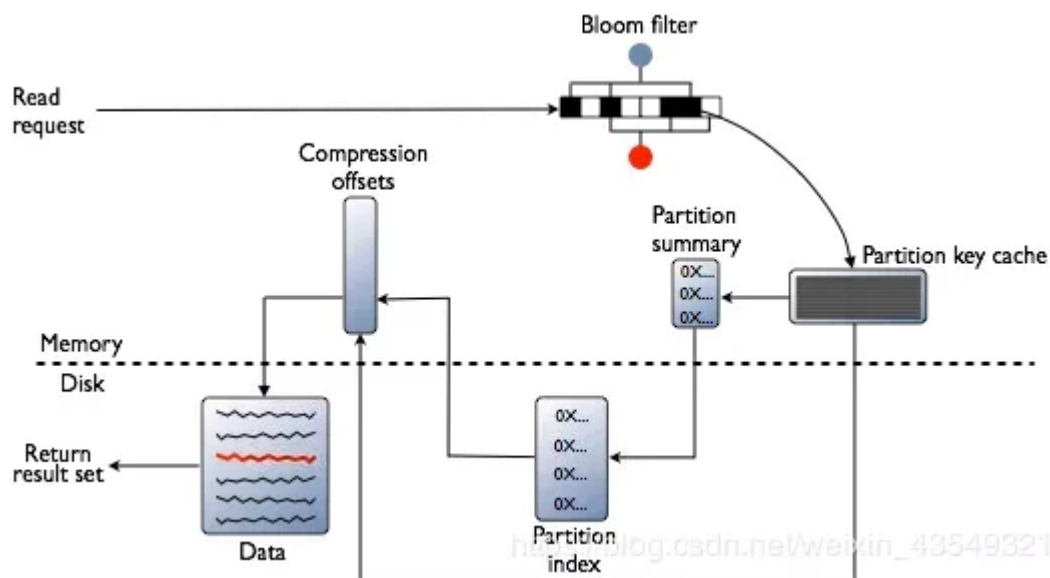 Bloom filter
Read
request
Compression
offsets
Partition
summary
Partition key cache
0X...
0X...
0X...
Memory
Disk
0X...
0X...
0X...
0X...
Return
result set
Data
Partition
index
https://blog.csdn.net/weixin_43549321